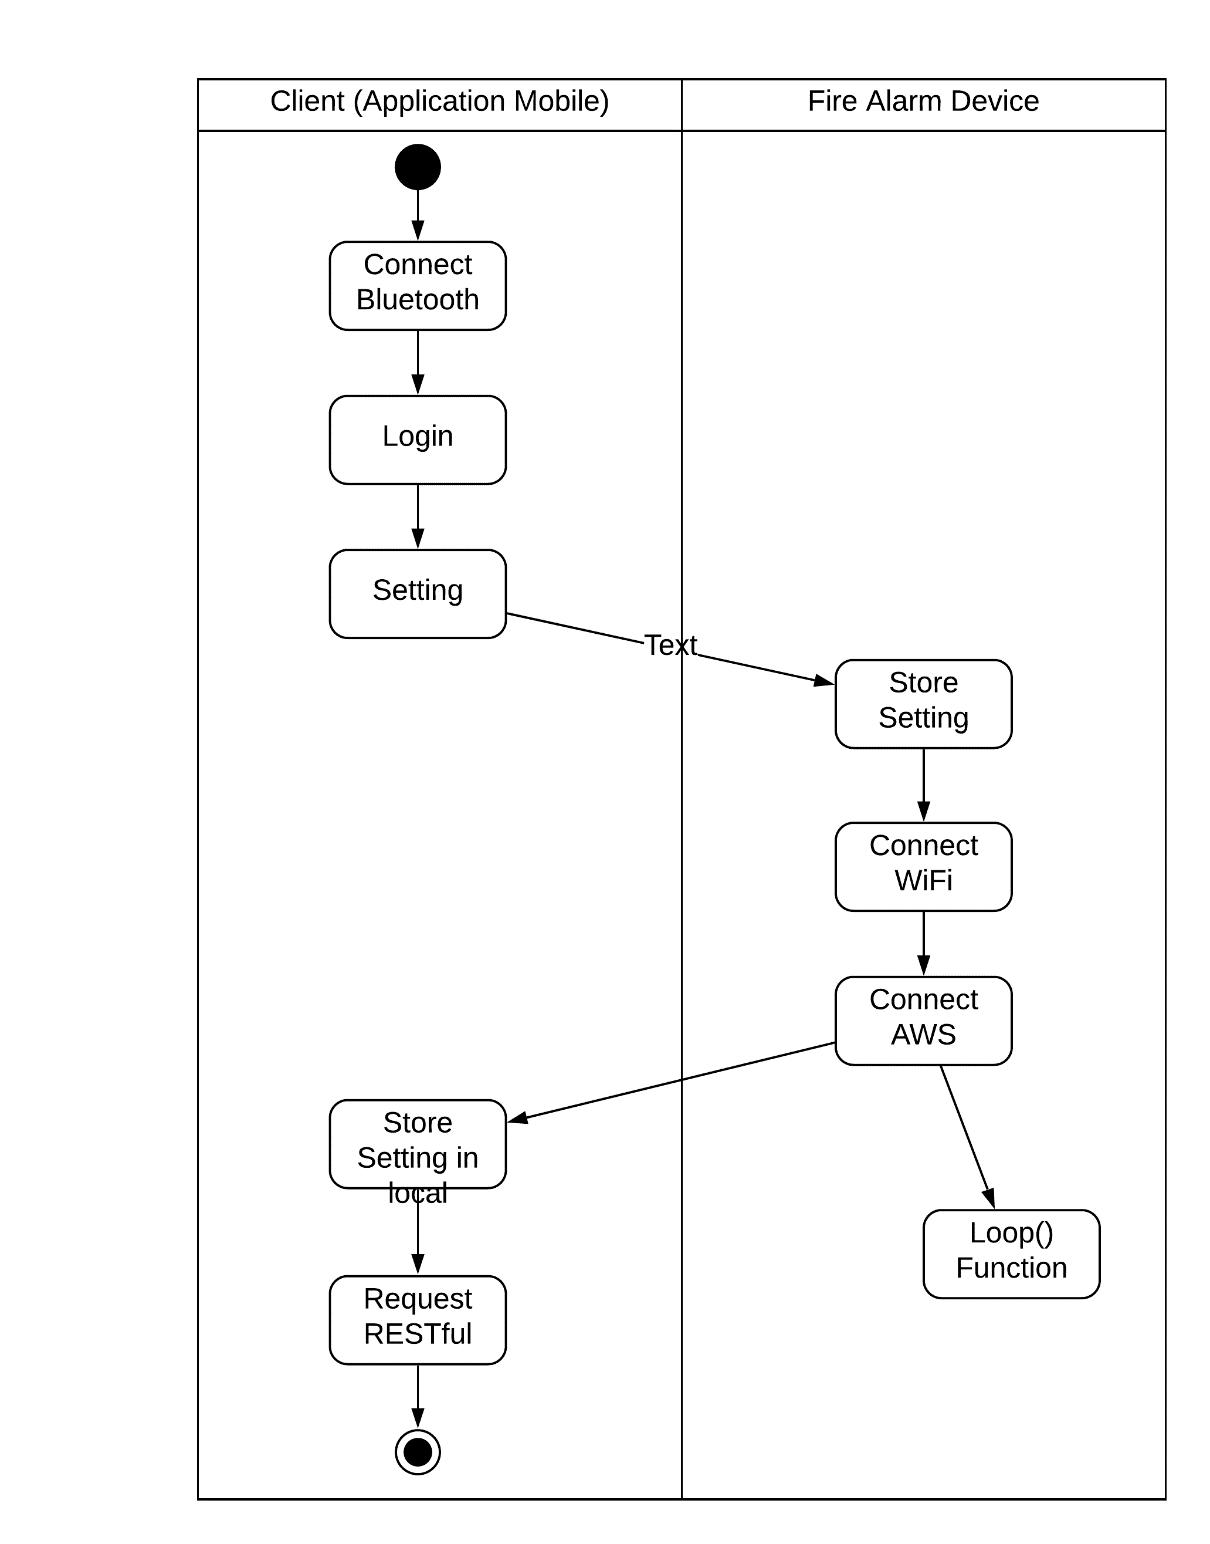 Client (Application Mobile)
Fire Alarm Device
Connect
Bluetooth
Login
Setting
Text
Store
Setting
Connect
WiFi
Connect
AWS
Store
Setting in
local
Loop()
Function
Request
RESTful